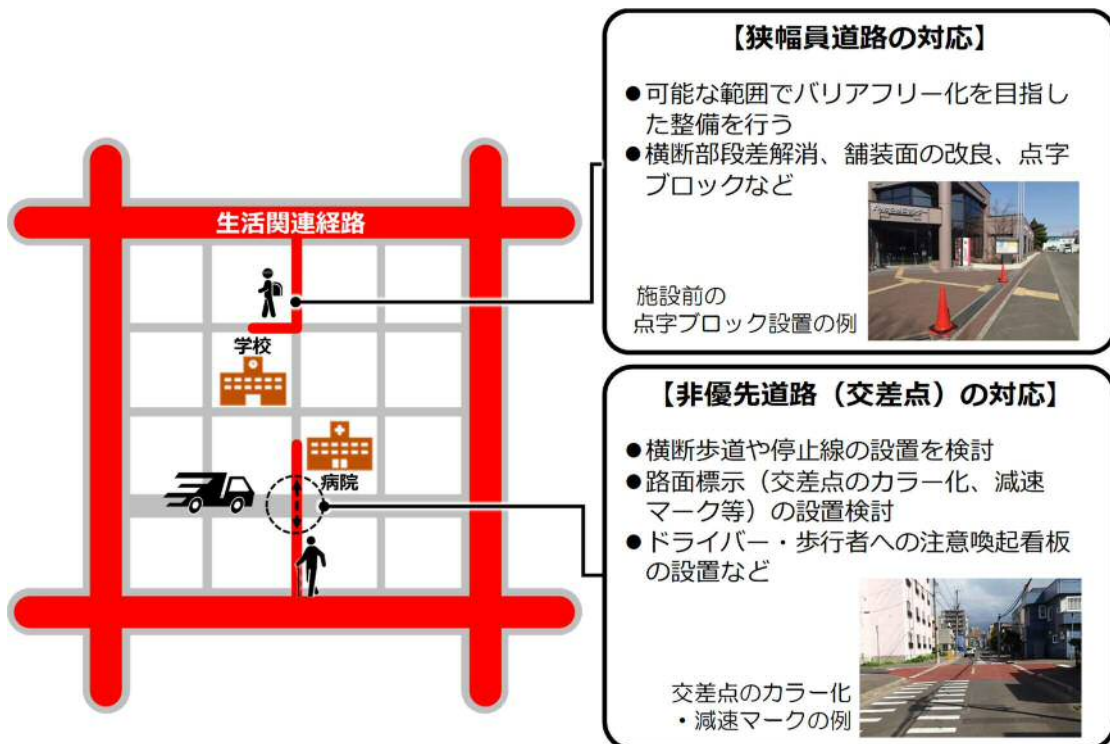 生活関連経路
学校
病院
【狭幅員道路の対応】
●可能な範囲でバリアフリー化を目指し
た整備を行う
●横断部段差解消、舗装面の改良、点字
ブロックなど
施設前の
点字ブロック設置の例
【非優先道路（交差点）の対応】
●横断歩道や停止線の設置を検討
●路面標示（交差点のカラー化、減速
マーク等）の設置検討
●ドライバー・歩行者への注意喚起看板
の設置など
交差点のカラー化
・減速マークの例